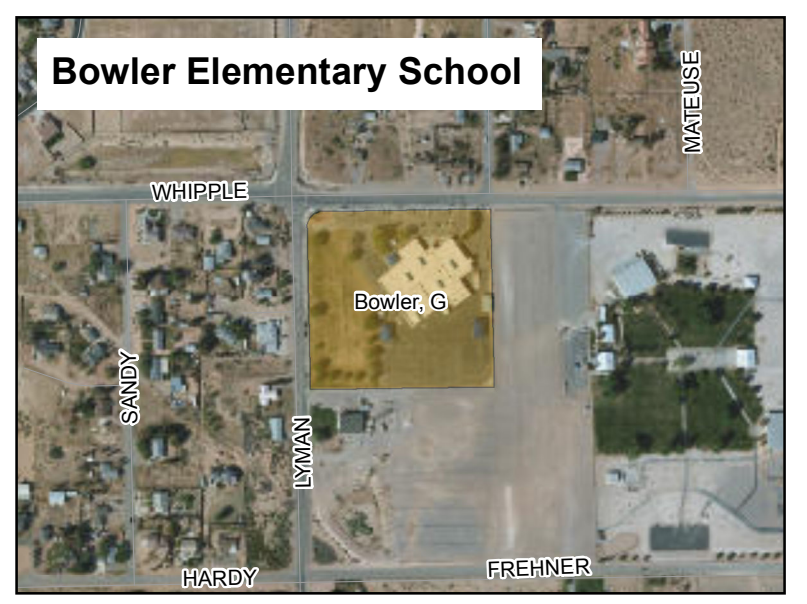 Bowler Elementary School
MATEUSE
WHIPPLE
Bowler, G
SANDY
LYMAN
HARDY
FREHNER